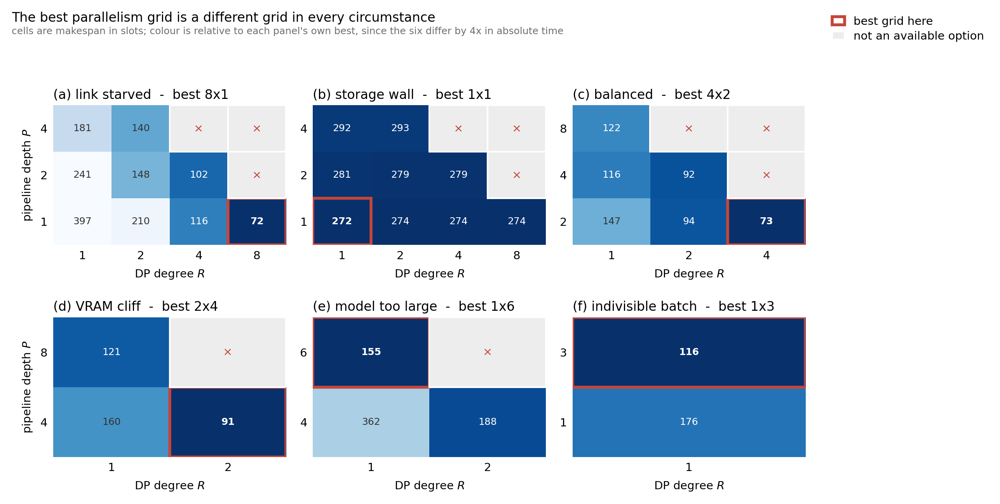 The best parallelism grid is a different grid in every circumstance
cells are makespan in slots; colour is relative to each panel's own best, since the six differ by 4x in absolute time
best grid here
not an available option
(a) link starved - best 8x1
pipeline depth P
4 181 140 × ×
2 241 148 102 ×
1 397 210 116 72
1 2 4 8
DP degree R
(b) storage wall - best 1x1
4 292 293 × ×
2 281 279 279 ×
1 272 274 274 274
1 2 4 8
DP degree R
(c) balanced - best 4x2
8 122 × ×
4 116 92 ×
2 147 94 73
1 2 4
DP degree R
(d) VRAM cliff - best 2x4
pipeline depth P
8 121 ×
4 160 91
1 2
DP degree R
(e) model too large - best 1x6
6 155 ×
4 362 188
1 2
DP degree R
(f) indivisible batch - best 1x3
3 116
1 176
1
DP degree R